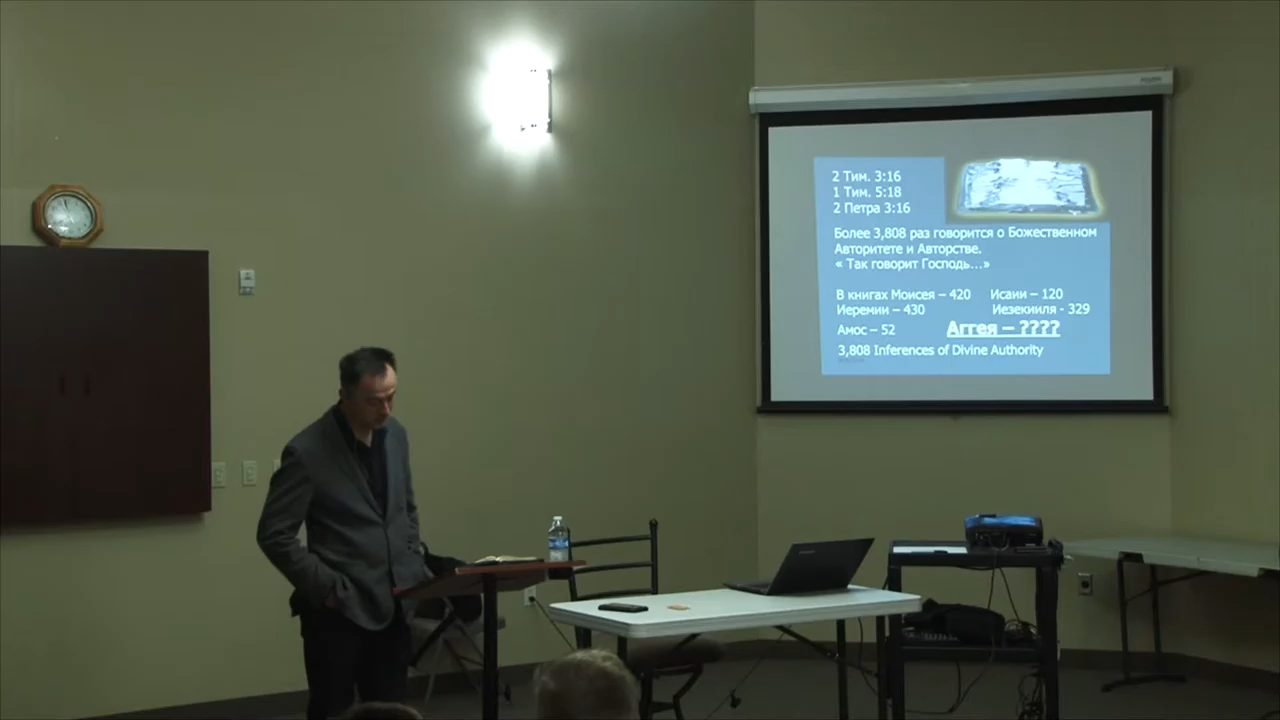 2 Тим. 3:16
1 Тим. 5:18
2 Петра 3:16
Более 3,808 раз говорится о Божественном
Авторитете и Авторстве.
« Так говорит Господь…»
В книгах Моисея – 420 Исаии – 120
Иеремии – 430 Иезекииля - 329
Амос – 52 Аггея – ????
3,808 Inferences of Divine Authority